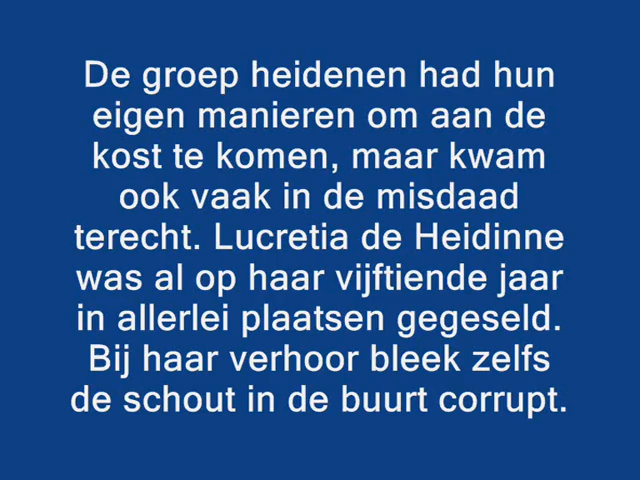 De groep heidenen had hun
eigen manieren om aan de
kost te komen, maar kwam
ook vaak in de misdaad
terecht. Lucretia de Heidinne
was al op haar vijftiende jaar
in allerlei plaatsen gegeseld.
Bij haar verhoor bleek zelfs
de schout in de buurt corrupt.